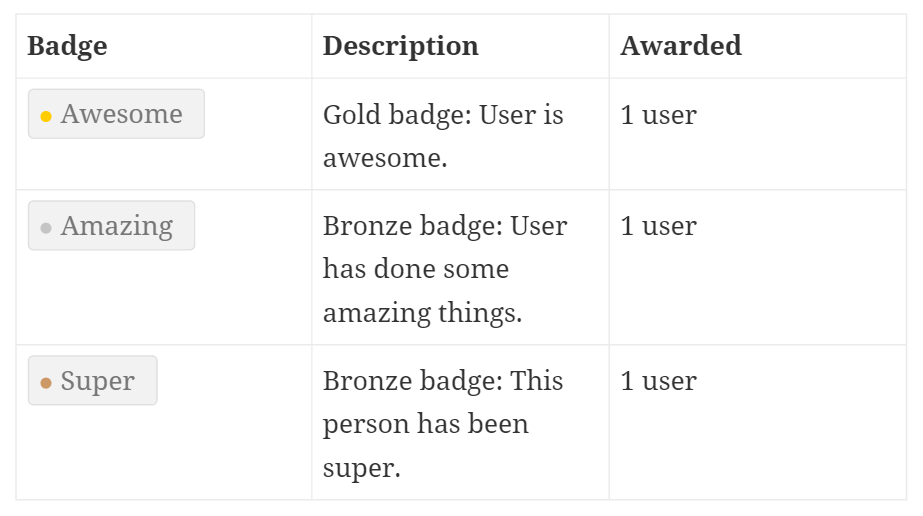 Badge Description Awarded
Awesome Gold badge: User is 1 user
awesome.
Amazing Bronze badge: User 1 user
has done some
amazing things.
Super Bronze badge: This 1 user
person has been
super.